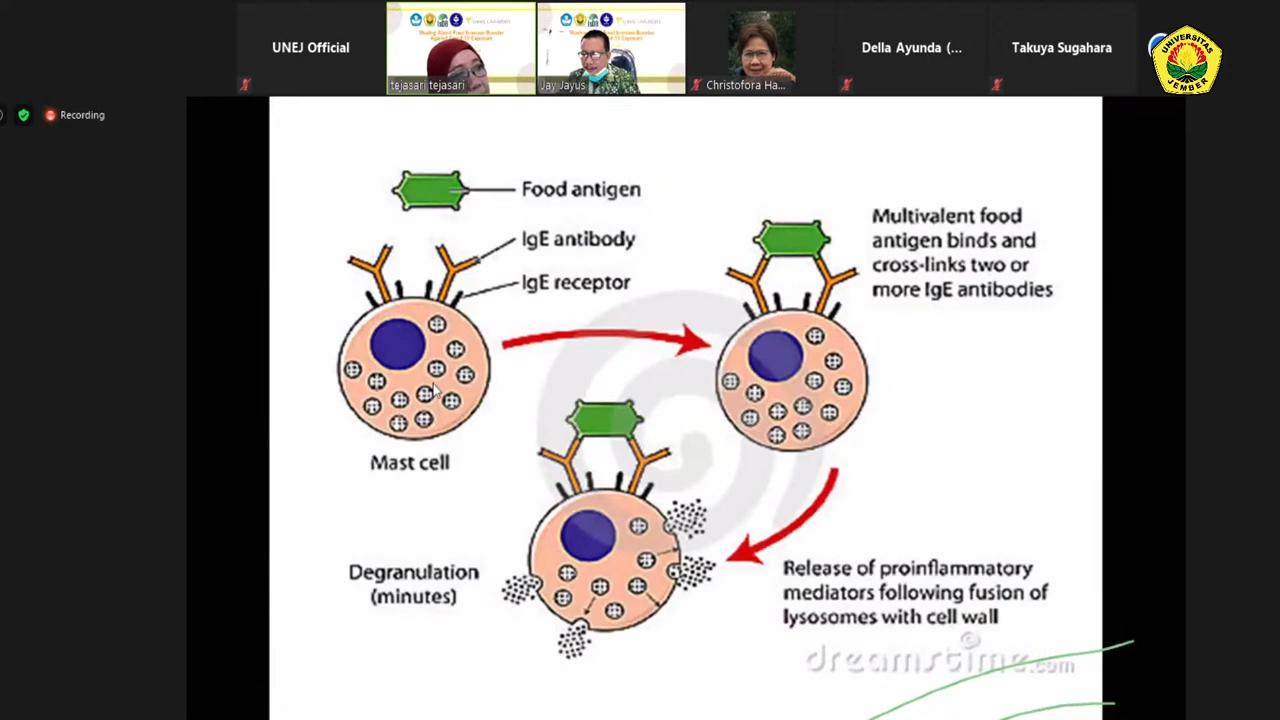 UNEJ Official
tejasari tejasari
Jay Jayus
Christofora Ha...
Della Ayunda (...
Takuya Sugahara
UNIVERSITAS
JEMBER
Recording
Food antigen
IgE antibody
IgE receptor
Mast cell
Multivalent food
antigen binds and
cross-links two or
more IgE antibodies
Degranulation
(minutes)
Release of proinflammatory
mediators following fusion of
lysosomes with cell wall
dreamstime.com